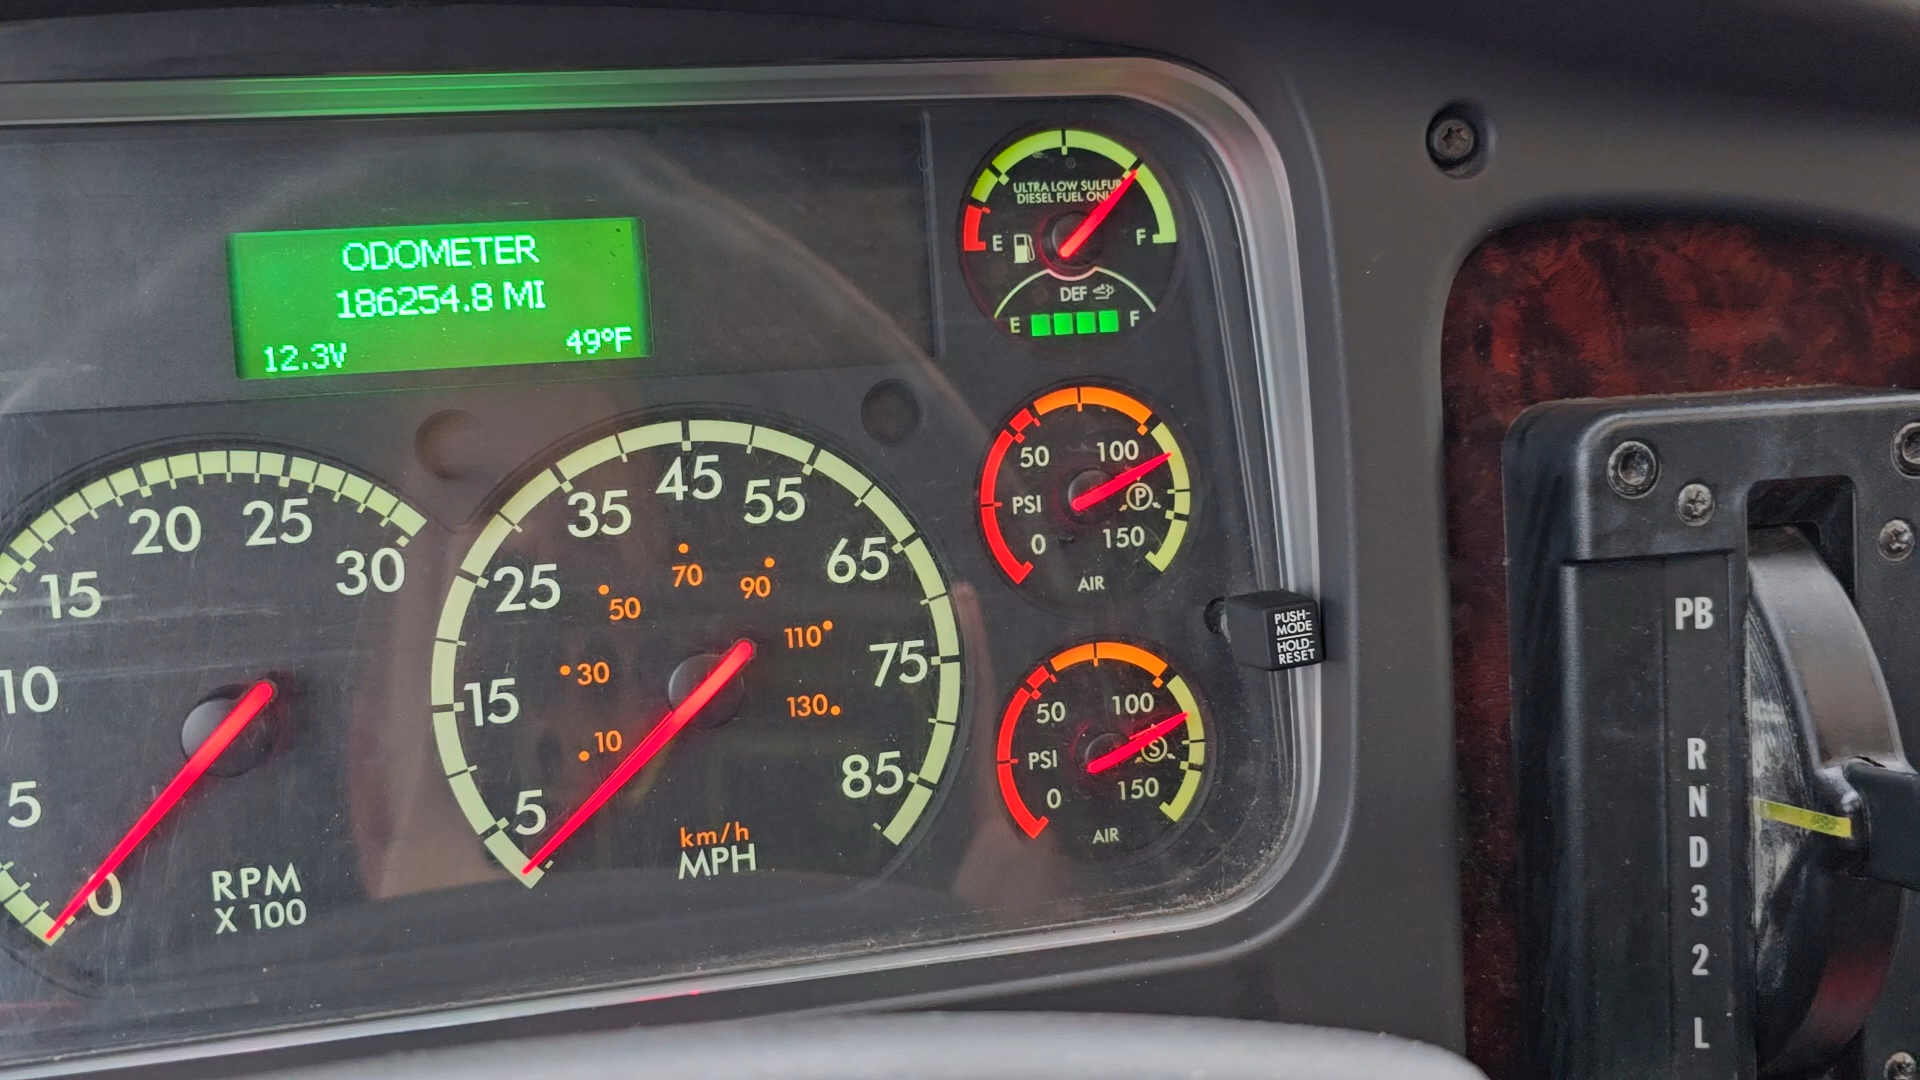 ODOMETER
186254.8 MI
12.3V
49°F
ULTRA LOW SULFUR
DIESEL FUEL ONLY
E
F
DEF
E
F
50
100
PSI
P
0
150
AIR
50
100
PSI
S
0
150
AIR
0
5
10
15
20
25
30
RPM
X 100
5
15
25
35
45
55
65
75
85
10
30
50
70
90
110
130
km/h
MPH
PUSH-
MODE
HOLD-
RESET
PB
R
N
D
3
2
L